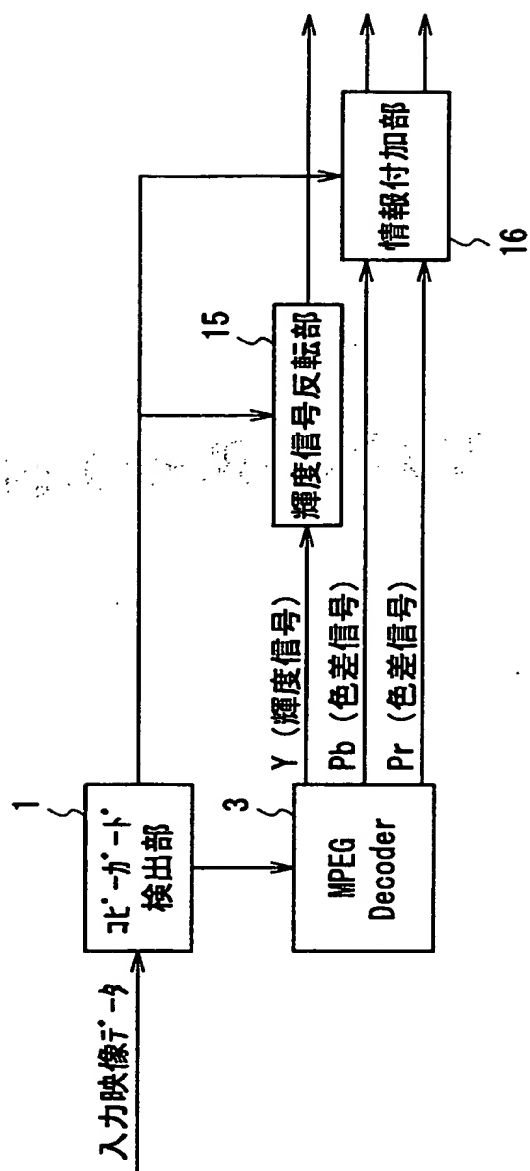 入力映像データ
1
コピーガード
検出部
3
MPEG
Decoder
Y (輝度信号)
Pb (色差信号)
Pr (色差信号)
15
輝度信号反転部
情報付加部
16